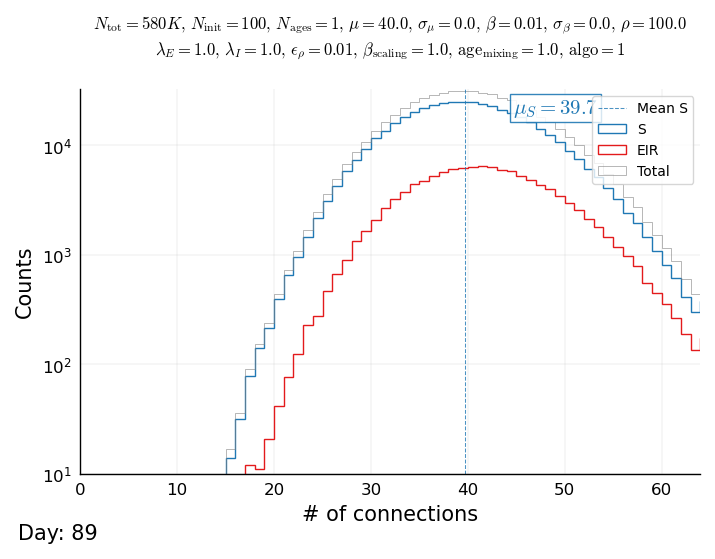 N_tot = 580K, N_init = 100, N_ages = 1, μ = 40.0, σ_μ = 0.0, β = 0.01, σ_β = 0.0, ρ = 100.0
λ_E = 1.0, λ_I = 1.0, ϵ_ρ = 0.01, β_scaling = 1.0, age_mixing = 1.0, algo = 1
μ_S = 39.7
Mean S
S
EIR
Total
10^4
10^3
10^2
10^1
Counts
0 10 20 30 40 50 60
# of connections
Day: 89